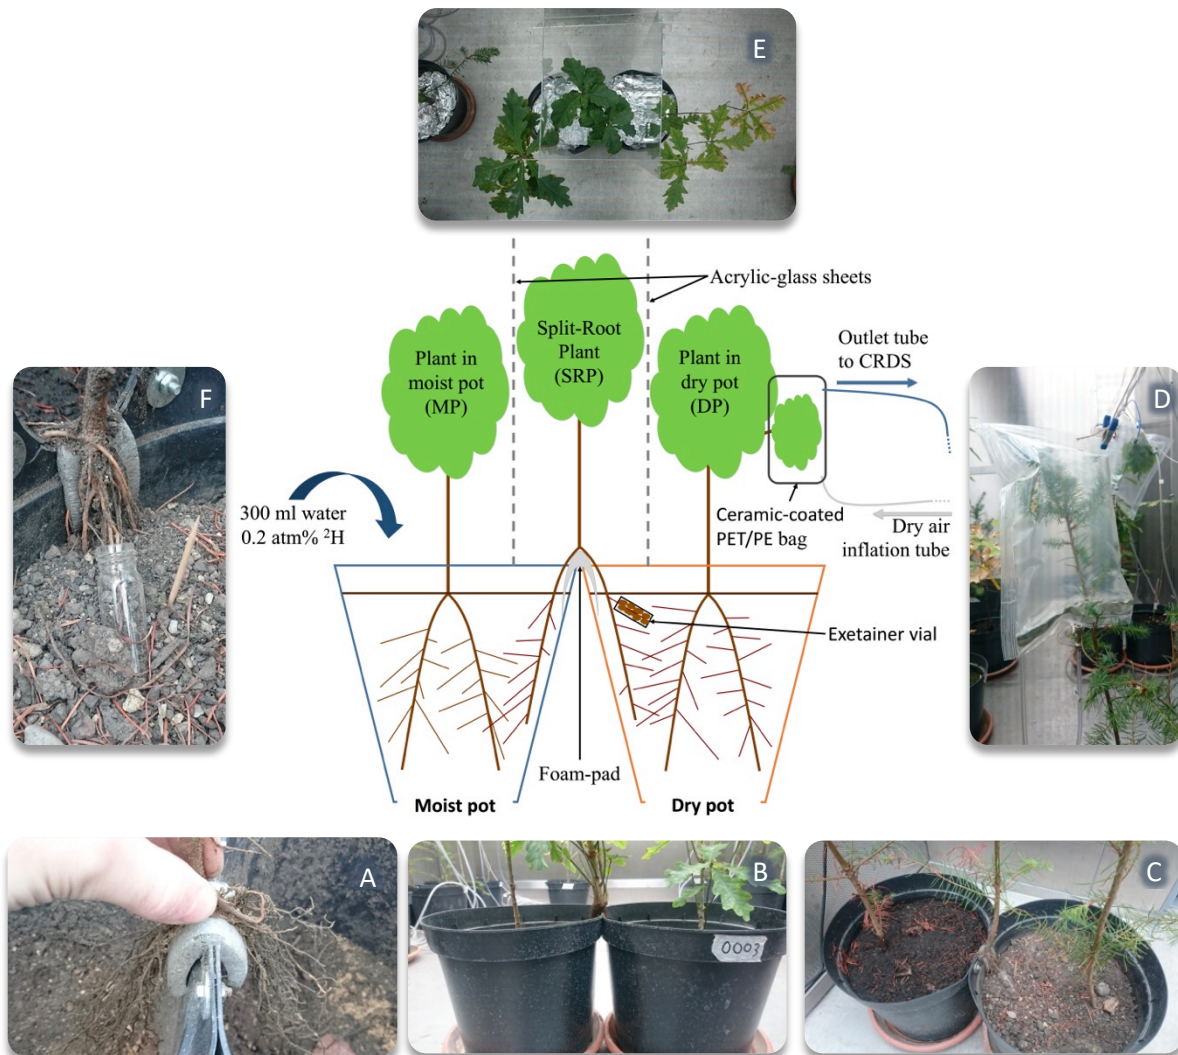 E
Acrylic-glass sheets
Split-Root
Plant
(SRP)
Plant in
moist pot
(MP)
Plant in
dry pot
(DP)
Outlet tube
to CRDS
F
D
300 ml water
0.2 atm% ²H
Ceramic-coated
PET/PE bag
Dry air
inflation tube
Exetainer vial
Foam-pad
Moist pot
Dry pot
A
B
0003
C